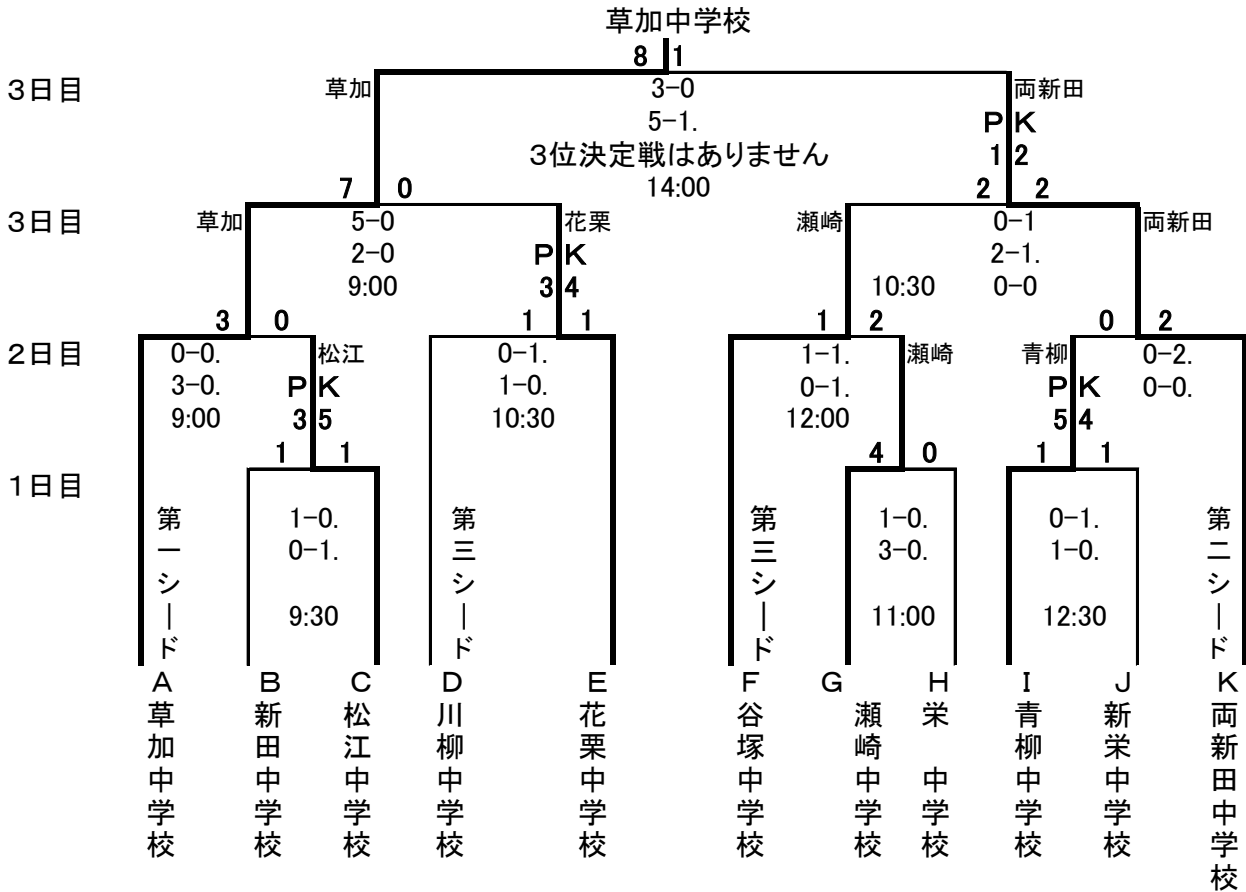 草加中学校
8 1
3日目 草加 3-0 両新田
5-1. PK
3位決定戦はありません 1 2
7 0 14:00 2 2
3日目 草加 5-0 花栗 瀬崎 0-1 両新田
2-0 PK 2-1.
9:00 3 4 10:30 0-0
3 0 1 1 1 2 0 2
2日目 0-0. 松江 0-1. 1-1. 瀬崎 青柳 0-2.
3-0. PK 1-0. 0-1. PK 0-0.
9:00 3 5 10:30 12:00 5 4
1 1 4 0 1 1
1日目
第一シード
1-0.
0-1.
9:30
第三シード
第三シード
1-0.
3-0.
11:00
0-1.
1-0.
12:30
第二シード
A B C D E F G H I J K
草加中学校
新田中学校
松江中学校
川柳中学校
花栗中学校
谷塚中学校
瀬崎中学校
栄 中学校
青柳中学校
新栄中学校
両新田中学校